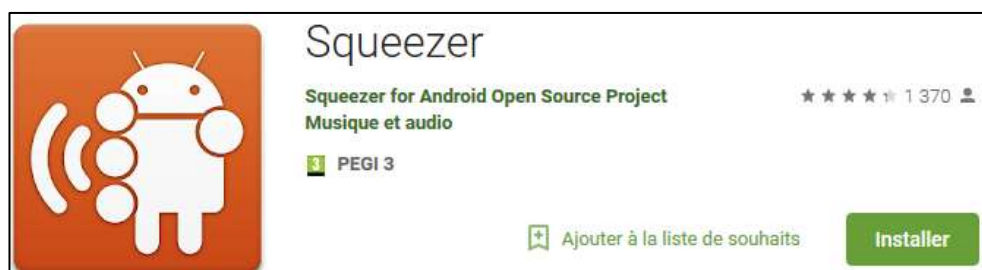 Squeezer
Squeezer for Android Open Source Project
1 370
Musique et audio
3 PEGI 3
Ajouter à la liste de souhaits
Installer